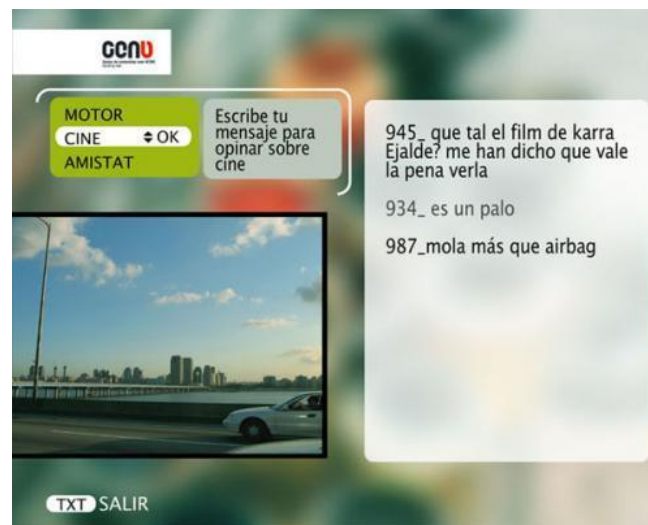 GenU
MOTOR
CINE OK
AMISTAT
Escribe tu
mensaje para
opinar sobre
cine
945_ que tal el film de karra
Ejalde? me han dicho que vale
la pena verla
934_ es un palo
987_mola más que airbag
TXT SALIR